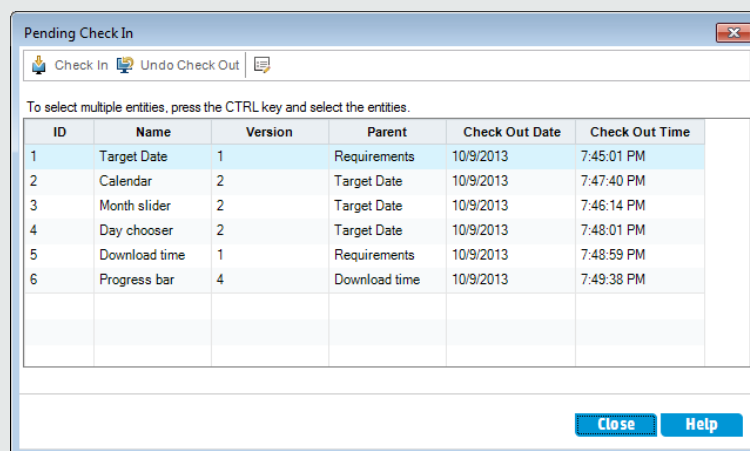 Pending Check In
Check In Undo Check Out
To select multiple entities, press the CTRL key and select the entities.
ID Name Version Parent Check Out Date Check Out Time
1 Target Date 1 Requirements 10/9/2013 7:45:01 PM
2 Calendar 2 Target Date 10/9/2013 7:47:40 PM
3 Month slider 2 Target Date 10/9/2013 7:46:14 PM
4 Day chooser 2 Target Date 10/9/2013 7:48:01 PM
5 Download time 1 Requirements 10/9/2013 7:48:59 PM
6 Progress bar 4 Download time 10/9/2013 7:49:38 PM
Close Help